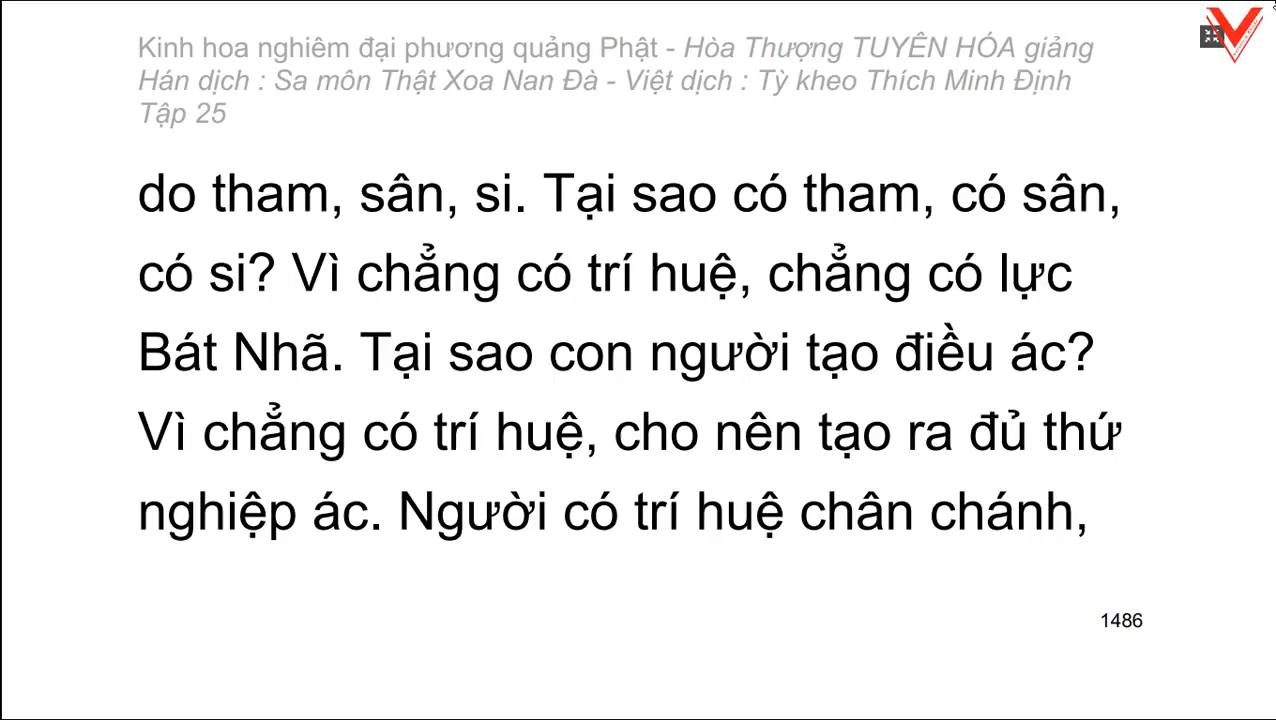 Kinh hoa nghiêm đại phương quảng Phật - Hòa Thượng TUYÊN HÓA giảng
Hán dịch : Sa môn Thật Xoa Nan Đà - Việt dịch : Tỳ kheo Thích Minh Định
Tập 25
do tham, sân, si. Tại sao có tham, có sân,
có si? Vì chẳng có trí huệ, chẳng có lực
Bát Nhã. Tại sao con người tạo điều ác?
Vì chẳng có trí huệ, cho nên tạo ra đủ thứ
nghiệp ác. Người có trí huệ chân chánh,
1486